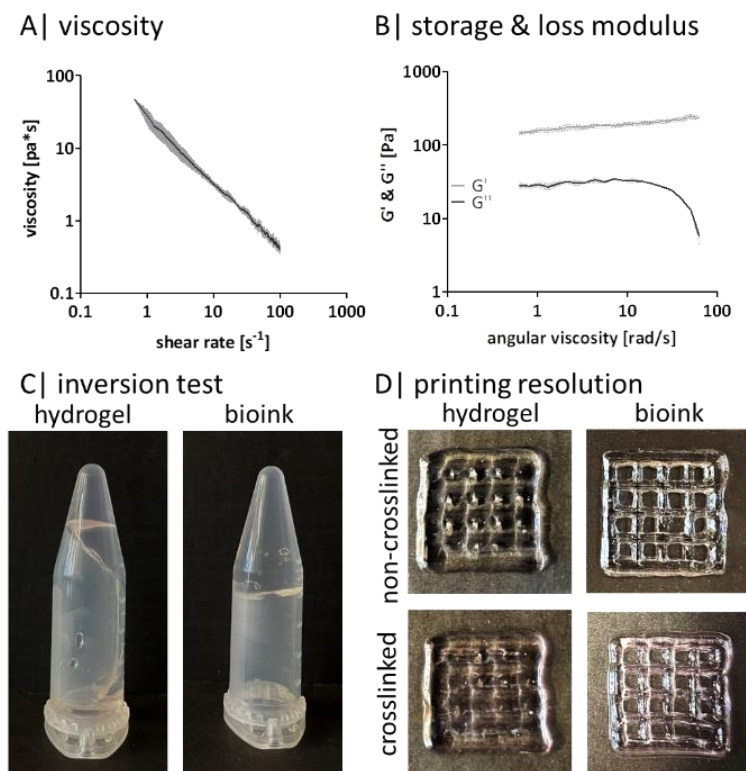 A| viscosity
100
10
1
0.1
viscosity [pa*s]
0.1
1
10
100
1000
shear rate [s⁻¹]
B| storage & loss modulus
1000
100
10
1
G' & G'' [Pa]
G'
G''
0.1
1
10
100
angular viscosity [rad/s]
C| inversion test
hydrogel
bioink
D| printing resolution
hydrogel
bioink
non-crosslinked
crosslinked